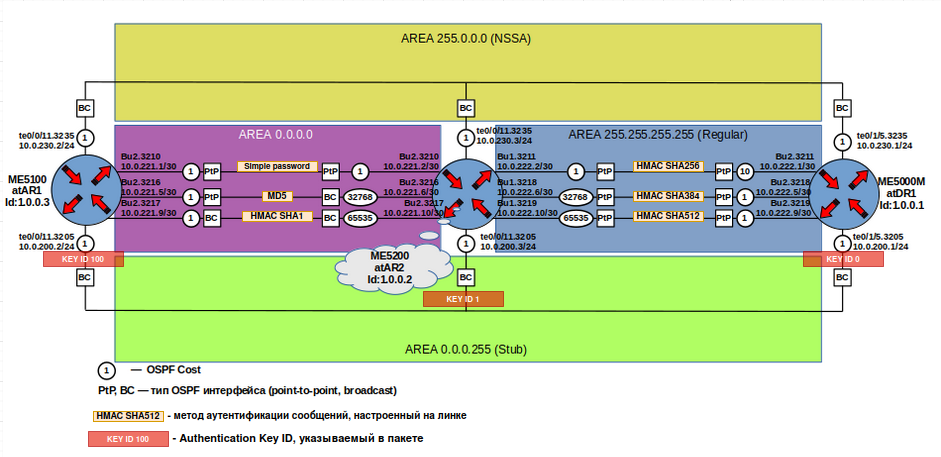 AREA 255.0.0.0 (NSSA)
BC
BC
BC
te0/0/11.3235
10.0.230.2/24
1
1
te0/0/11.3235
10.0.230.3/24
1
te0/1/5.3235
10.0.230.1/24
AREA 0.0.0.0
AREA 255.255.255.255 (Regular)
ME5100
atAR1
Id:1.0.0.3
Bu2.3210
10.0.221.1/30
1
PtP
Simple password
PtP
1
Bu2.3210
10.0.221.2/30
Bu2.3216
10.0.221.5/30
1
PtP
MD5
BC
32768
Bu2.3216
10.0.221.6/30
Bu2.3217
10.0.221.9/30
1
BC
HMAC SHA1
BC
65535
Bu2.3217
10.0.221.10/30
Bu1.3211
10.0.222.2/30
1
PtP
HMAC SHA256
PtP
10
Bu2.3211
10.0.222.1/30
Bu1.3218
10.0.222.6/30
32768
PtP
HMAC SHA384
PtP
1
Bu2.3218
10.0.222.5/30
Bu1.3219
10.0.222.10/30
65535
PtP
HMAC SHA512
PtP
1
Bu2.3219
10.0.222.9/30
ME5000M
atDR1
Id:1.0.0.1
te0/0/11.3205
10.0.200.2/24
1
KEY ID 100
BC
ME5200
atAR2
Id:1.0.0.2
1
te0/0/11.3205
10.0.200.3/24
BC
KEY ID 1
1
te0/1/5.3205
10.0.200.1/24
KEY ID 0
BC
AREA 0.0.0.255 (Stub)
1 — OSPF Cost
PtP, BC — тип OSPF интерфейса (point-to-point, broadcast)
HMAC SHA512 - метод аутентификации сообщений, настроенный на линке
KEY ID 100 - Authentication Key ID, указываемый в пакете